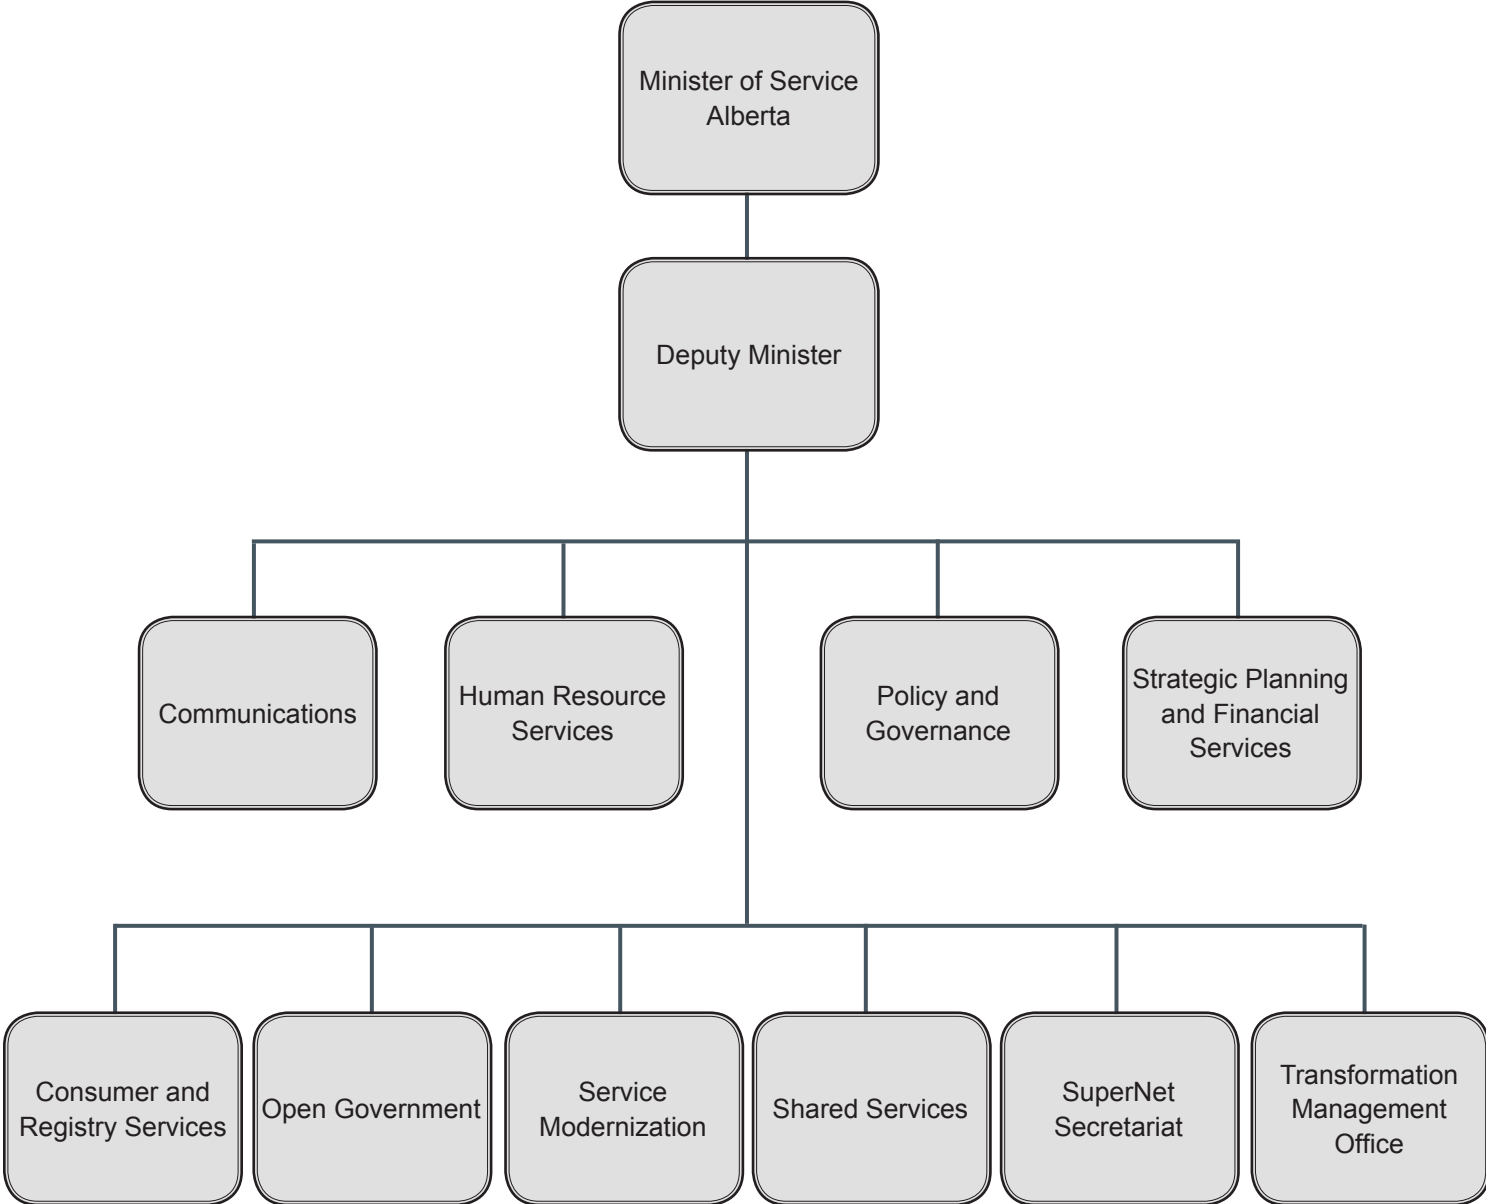 Minister of Service
Alberta
Deputy Minister
Communications
Human Resource
Services
Policy and
Governance
Strategic Planning
and Financial
Services
Consumer and
Registry Services
Open Government
Service
Modernization
Shared Services
SuperNet
Secretariat
Transformation
Management
Office